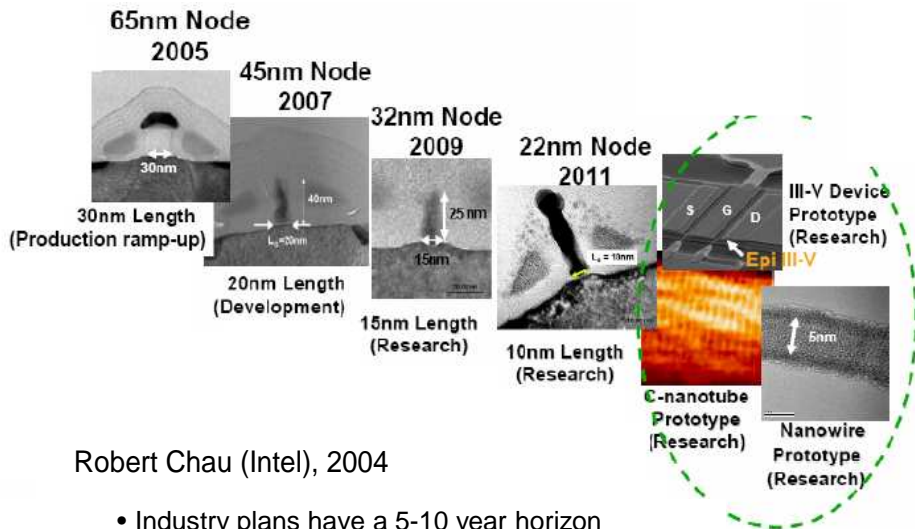 65nm Node
2005
30nm
30nm Length
(Production ramp-up)
45nm Node
2007
40nm
20nm Length
(Development)
32nm Node
2009
25 nm
15nm
15nm Length
(Research)
22nm Node
2011
10nm Length
(Research)
S G D
III-V Device
Prototype
(Research)
Epi III-V
C-nanotube
Prototype
(Research)
5nm
Nanowire
Prototype
(Research)
Robert Chau (Intel), 2004
• Industry plans have a 5-10 year horizon